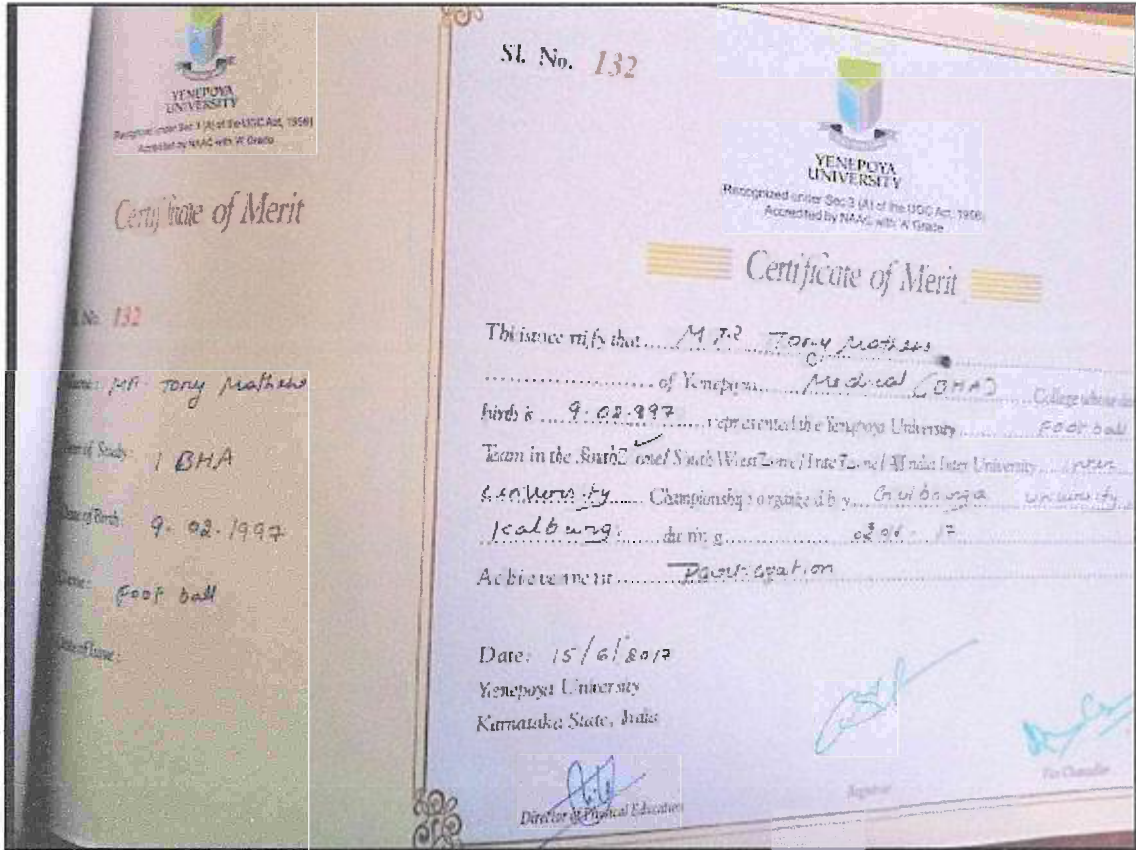 YENEPOYA
UNIVERSITY
Recognized under Sec 3 (A) of the UGC Act, 1956)
Accredited by NAAC with 'A' Grade
Certificate of Merit
Sl. No. 132
Name: Mr. Tony Mathews
Year of Study: 1 BHA
Date of Birth: 9.02.1997
Game: Foot ball
Date of Issue:
Sl. No. 132
YENEPOYA
UNIVERSITY
Recognized under Sec 3 (A) of the UGC Act, 1956)
Accredited by NAAC with 'A' Grade
Certificate of Merit
This is to certify that Tony Mathews
of Yenepoya Medical (BHA) College whose
birth is 9.02.997 represented the Yenepoya University Foot ball
Team in the South Zone / South West Zone / Inter Zone / All India Inter University
University Championship organized by Gulbarga University
Kalburgi during
Achievement Participation
Date: 15/6/2017
Yenepoya University
Karnataka State, India
Director of Physical Education
Registrar
Vice Chancellor